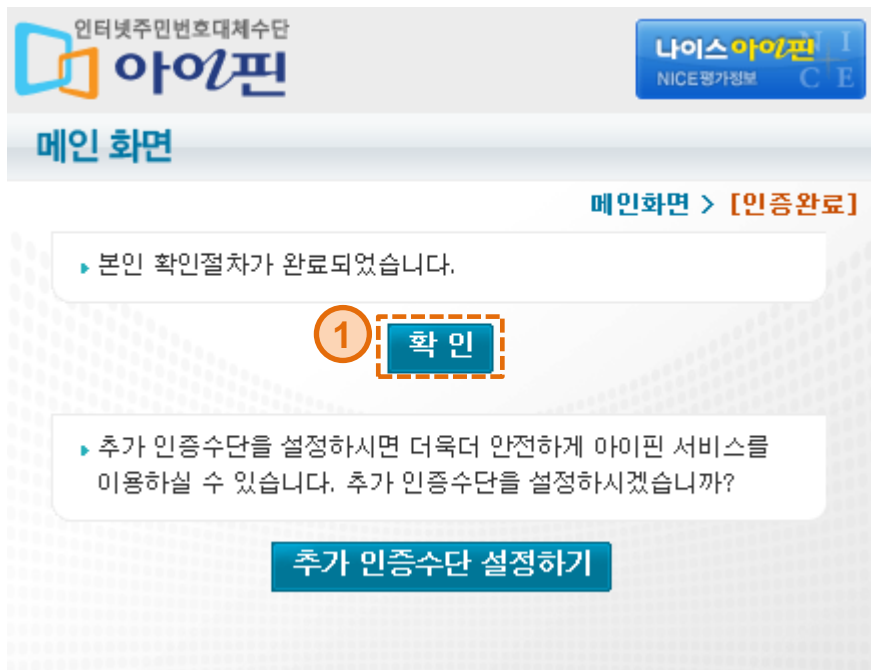 인터넷주민번호대체수단
아이핀
나이스아이핀
NICE평가정보
NICE
메인 화면
메인화면 > [인증완료]
본인 확인절차가 완료되었습니다.
1
확 인
추가 인증수단을 설정하시면 더욱더 안전하게 아이핀 서비스를
이용하실 수 있습니다. 추가 인증수단을 설정하시겠습니까?
추가 인증수단 설정하기